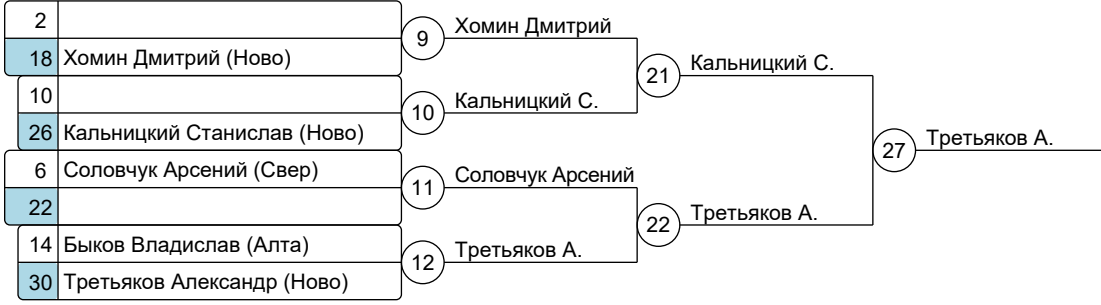 2
9
Хомин Дмитрий
18 Хомин Дмитрий (Ново)
21
Кальницкий С.
10
10
Кальницкий С.
26 Кальницкий Станислав (Ново)
27
Третьяков А.
6 Соловчук Арсений (Свер)
11
Соловчук Арсений
22
22
Третьяков А.
14 Быков Владислав (Алта)
12
Третьяков А.
30 Третьяков Александр (Ново)